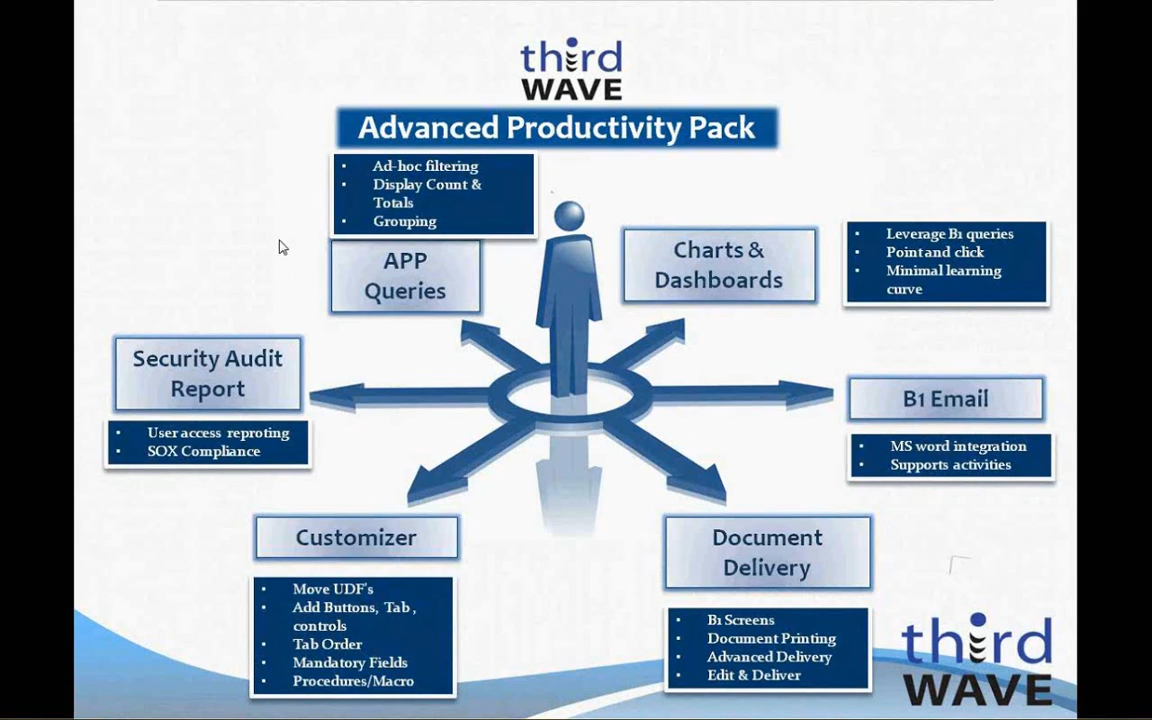 third
WAVE
Advanced Productivity Pack
• Ad-hoc filtering
• Display Count &
Totals
• Grouping
APP
Queries
Charts &
Dashboards
• Leverage B1 queries
• Point and click
• Minimal learning
curve
Security Audit
Report
• User access reproting
• SOX Compliance
B1 Email
• MS word integration
• Supports activities
Customizer
• Move UDF's
• Add Buttons, Tab ,
controls
• Tab Order
• Mandatory Fields
• Procedures/Macro
Document
Delivery
• B1 Screens
• Document Printing
• Advanced Delivery
• Edit & Deliver
third
WAVE